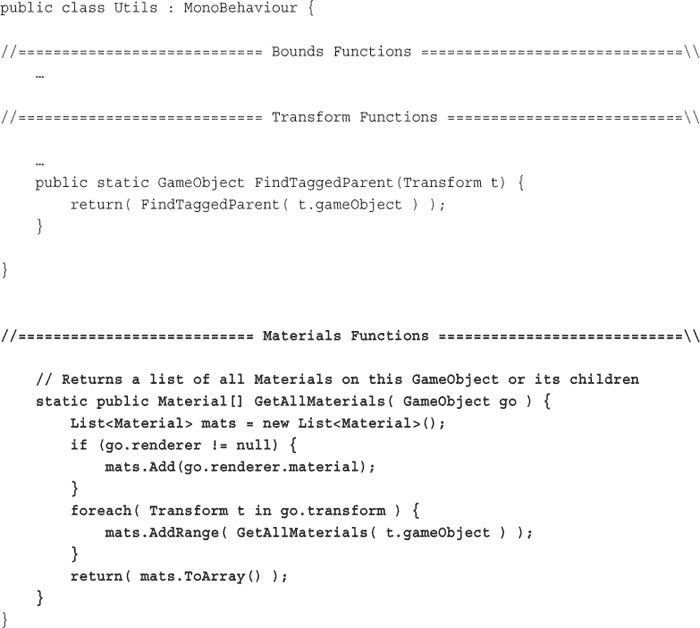 public class Utils : MonoBehaviour {
//============================ Bounds Functions ==============================\\
…
//============================ Transform Functions ===========================\\
…
public static GameObject FindTaggedParent(Transform t) {
return( FindTaggedParent( t.gameObject ) );
}
}
//=========================== Materials Functions ============================\\
// Returns a list of all Materials on this GameObject or its children
static public Material[] GetAllMaterials( GameObject go ) {
List<Material> mats = new List<Material>();
if (go.renderer != null) {
mats.Add(go.renderer.material);
}
foreach( Transform t in go.transform ) {
mats.AddRange( GetAllMaterials( t.gameObject ) );
}
return( mats.ToArray() );
}
}